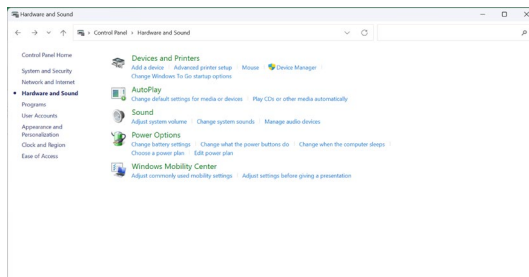 Hardware and Sound
Control Panel > Hardware and Sound
Control Panel Home
System and Security
Network and Internet
Hardware and Sound
Programs
User Accounts
Appearance and
Personalization
Clock and Region
Ease of Access
Devices and Printers
Add a device | Advanced printer setup | Mouse | Device Manager
Change Windows To Go startup options
AutoPlay
Change default settings for media or devices | Play CDs or other media automatically
Sound
Adjust system volume | Change system sounds | Manage audio devices
Power Options
Change battery settings | Change what the power buttons do | Change when the computer sleeps
Choose a power plan | Edit power plan
Windows Mobility Center
Adjust commonly used mobility settings | Adjust settings before giving a presentation